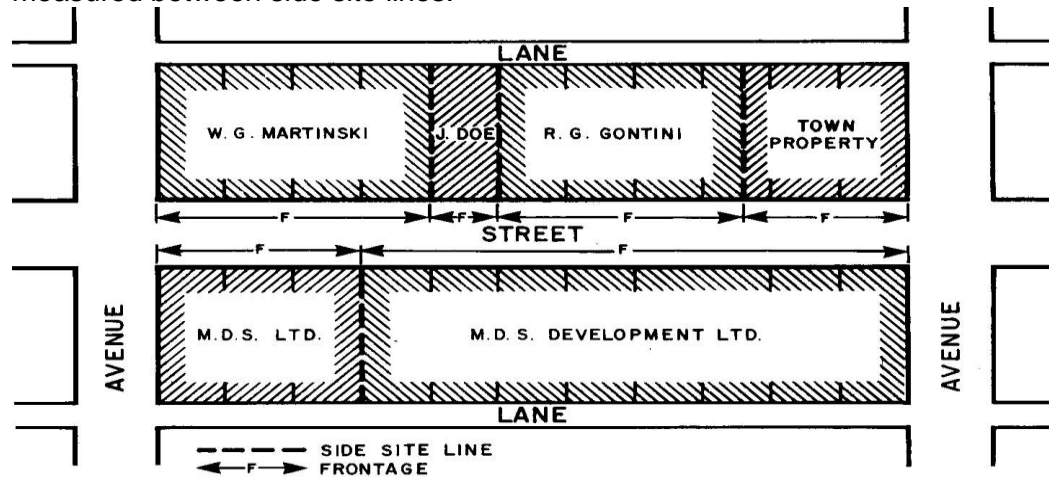 measured between side site lines.
LANE
W. G. MARTINSKI
J. DOE
R. G. GONTINI
TOWN
PROPERTY
F F F F
STREET
F F
AVENUE
M.D.S. LTD.
M.D.S. DEVELOPMENT LTD.
AVENUE
LANE
SIDE SITE LINE
F FRONTAGE